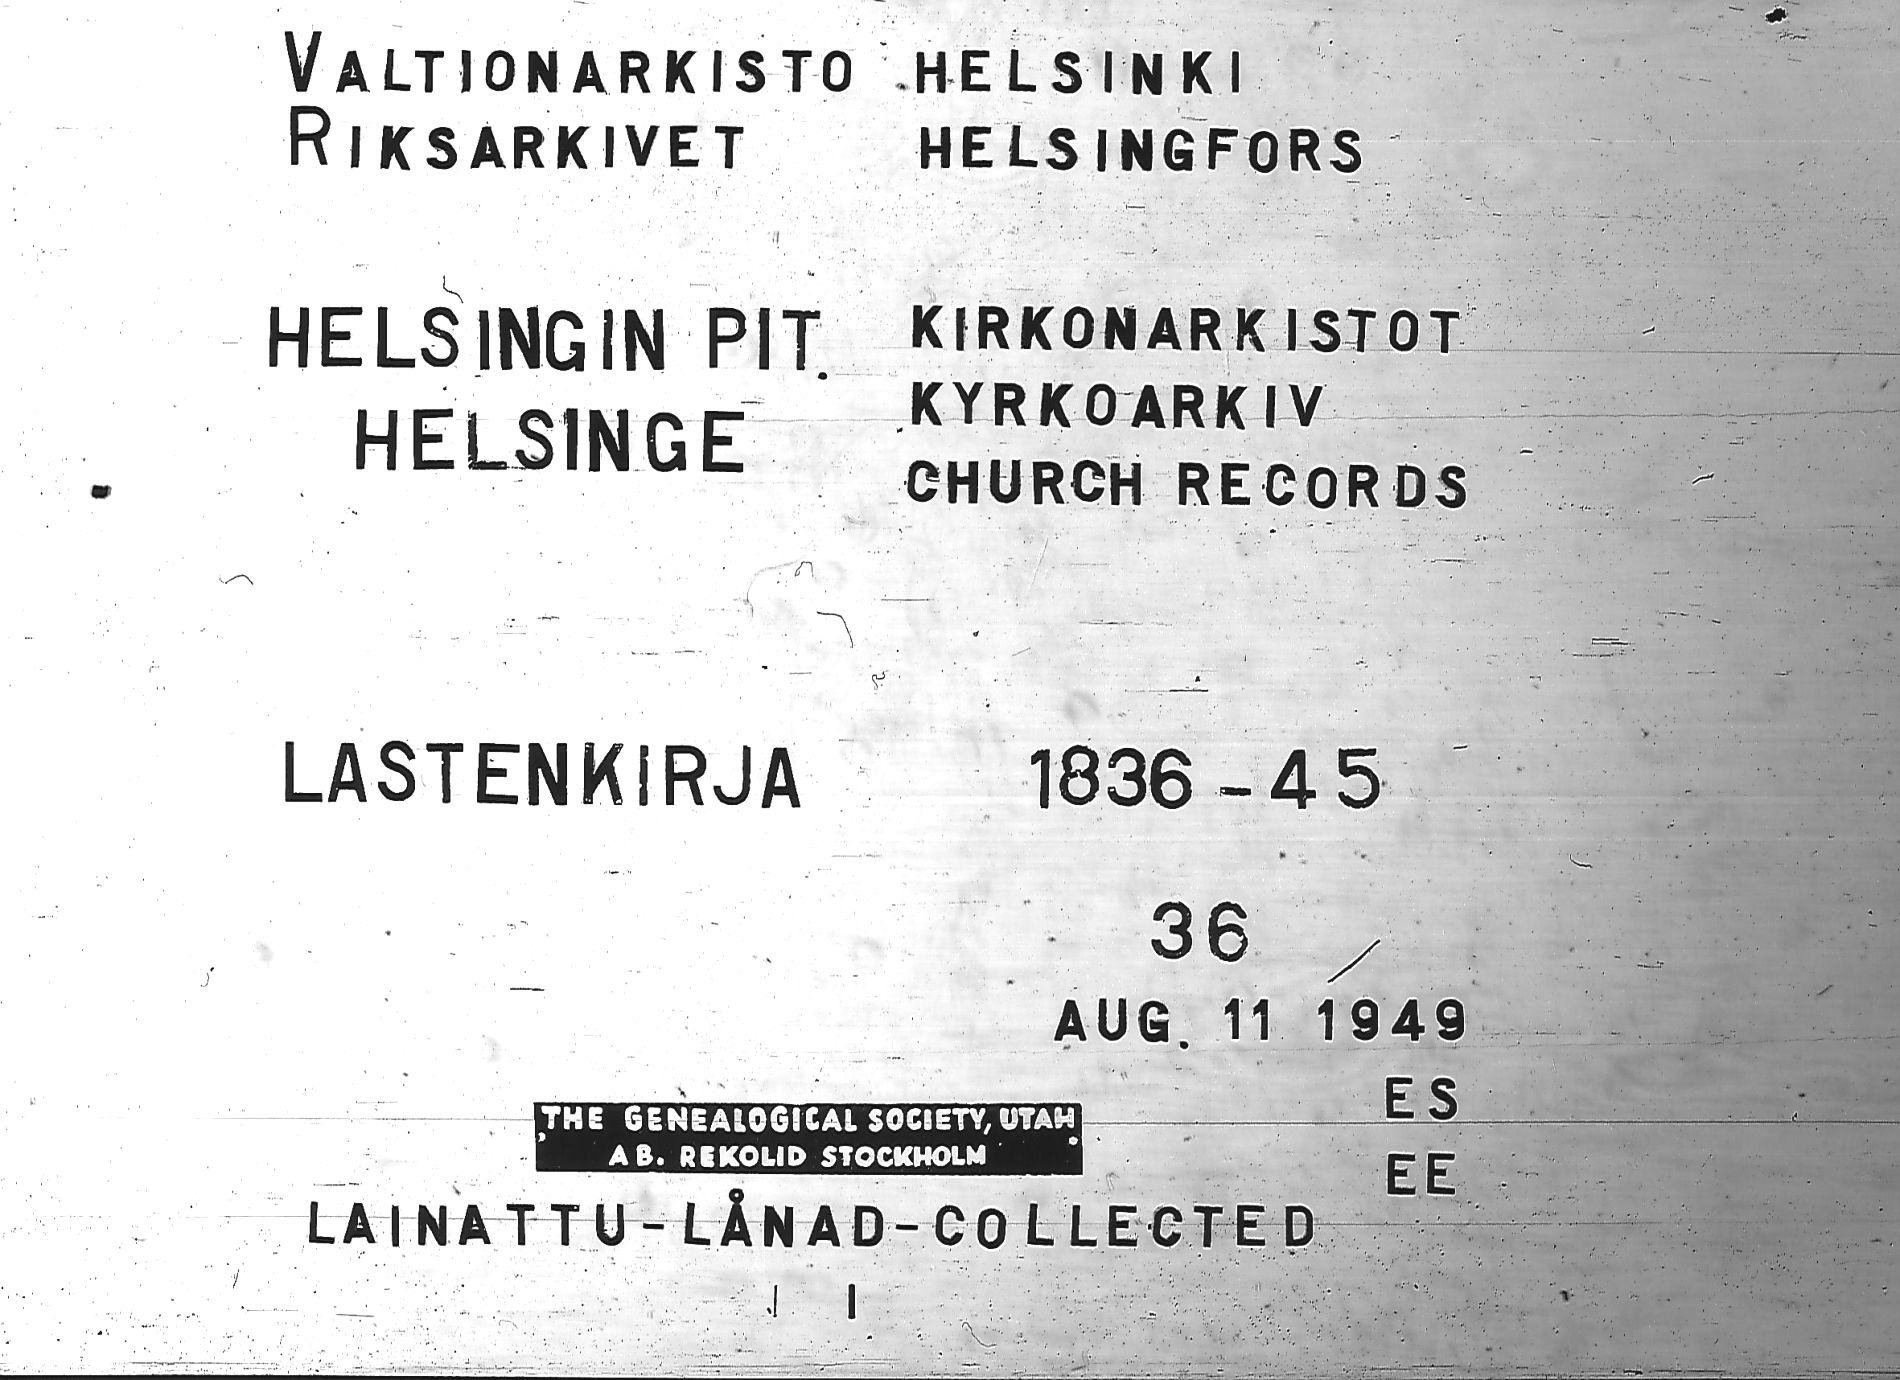 VALTIONARKISTO HELSINKI
RIKSARKIVET HELSINGFORS
HELSINGIN PIT. KIRKONARKISTOT
HELSINGE KYRKOARKIV
CHURCH RECORDS
LASTENKIRJA 1836-45
36
AUG. 11 1949
ES
THE GENEALOGICAL SOCIETY, UTAH
AB. REKOLID STOCKHOLM
EE
LAINATTU-LÅNAD-COLLECTED